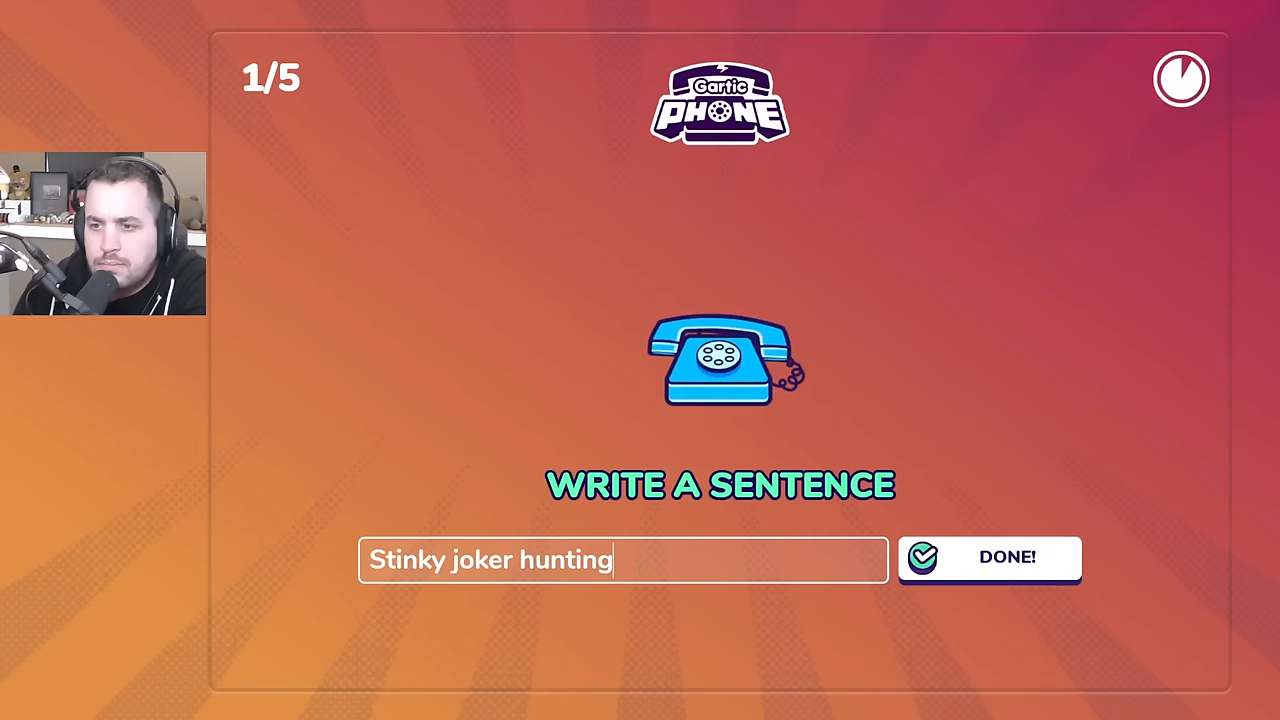 1/5
Gartic
PHONE
WRITE A SENTENCE
Stinky joker hunting
DONE!